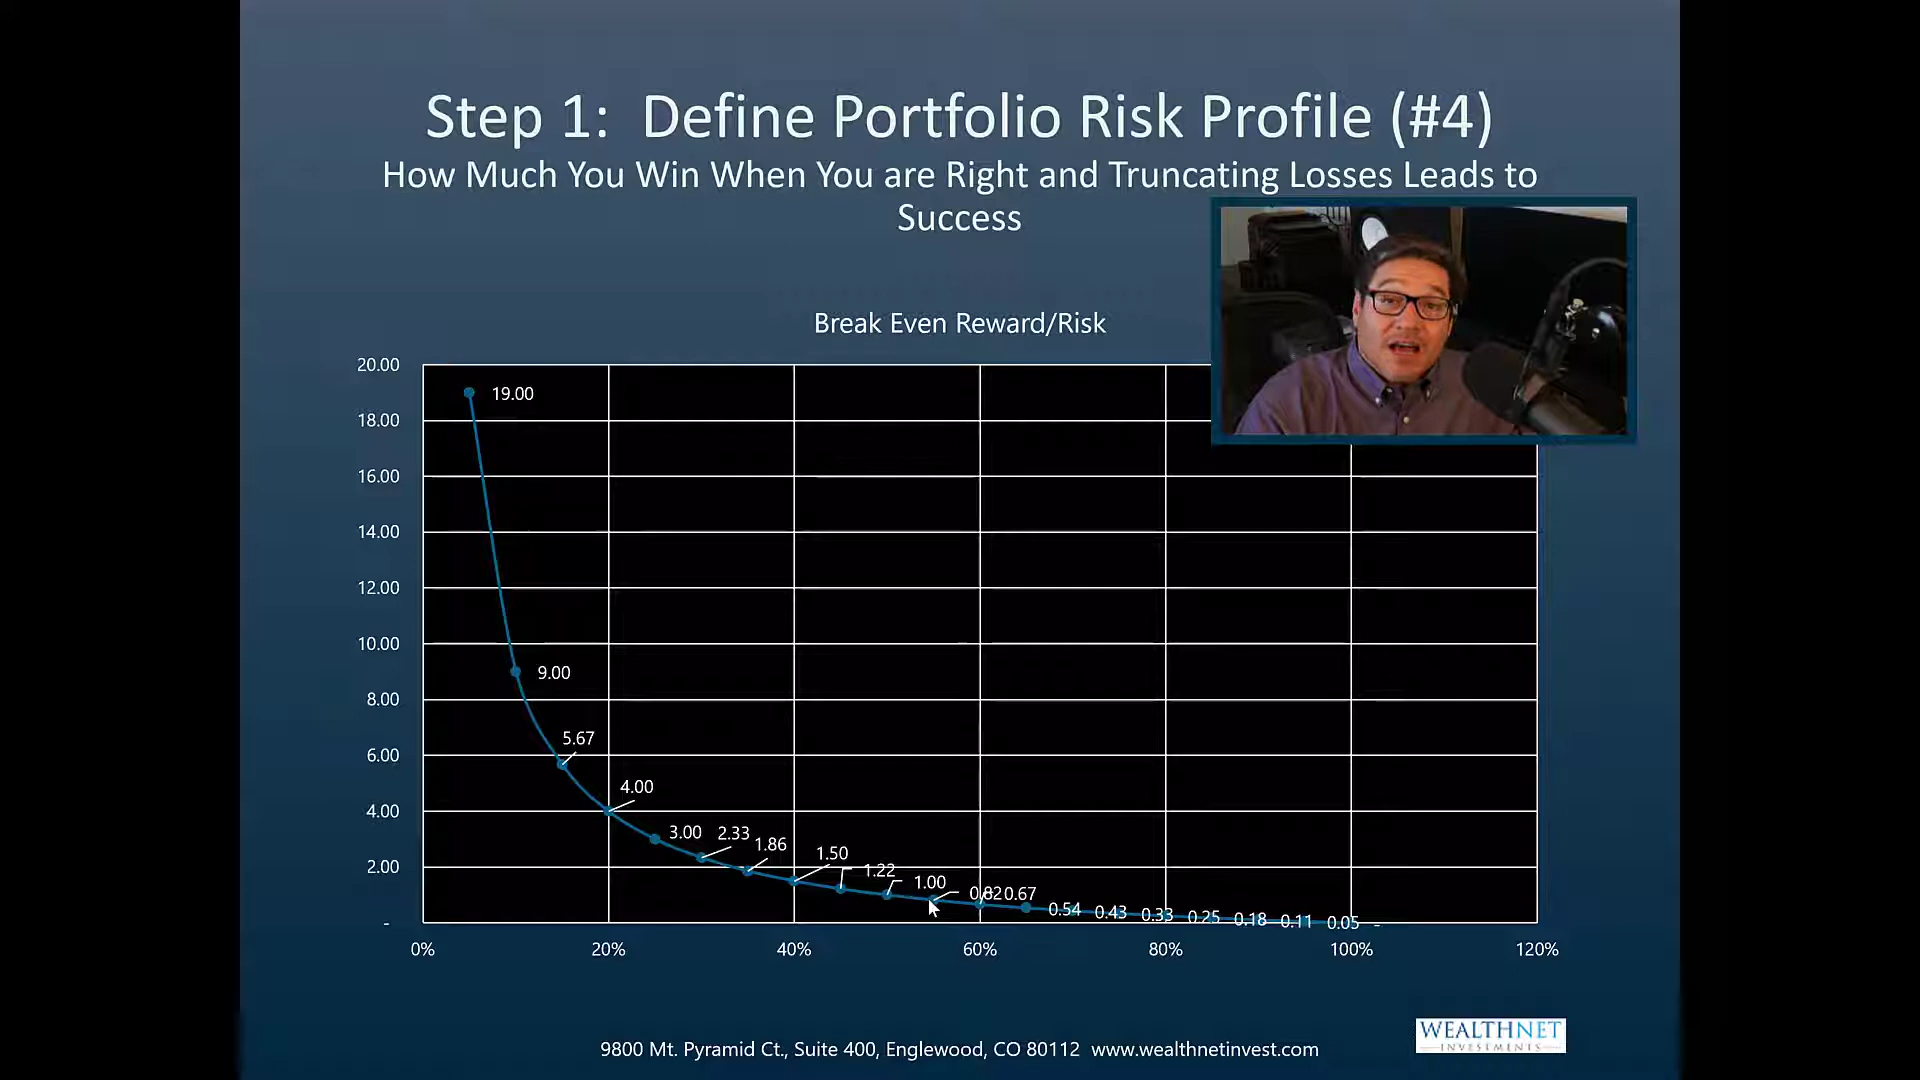 Step 1: Define Portfolio Risk Profile (#4)
How Much You Win When You are Right and Truncating Losses Leads to
Success
Break Even Reward/Risk
20.00
19.00
18.00
16.00
14.00
12.00
10.00
9.00
8.00
5.67
6.00
4.00
4.00
3.00 2.33 1.86 1.50
2.00
1.22 1.00 0.82 0.67 0.54 0.43 0.33 0.25 0.18 0.11 0.05 -
-
0% 20% 40% 60% 80% 100% 120%
WEALTHNET
INVESTMENTS
9800 Mt. Pyramid Ct., Suite 400, Englewood, CO 80112 www.wealthnetinvest.com